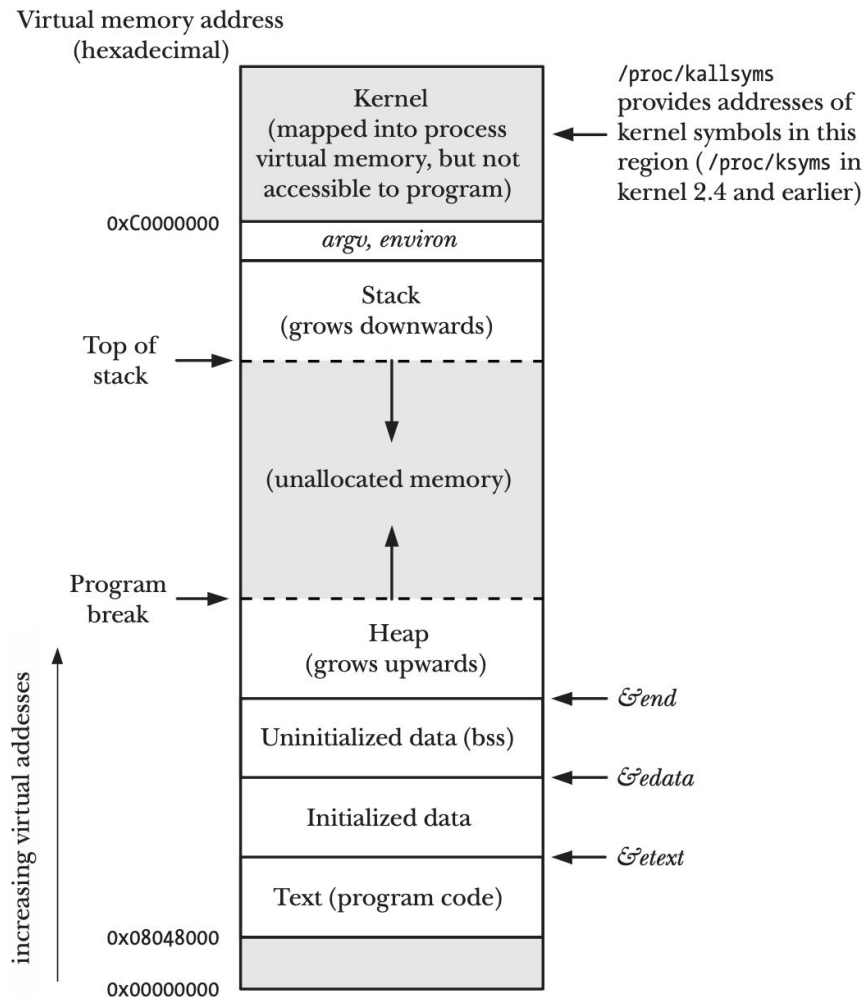 Virtual memory address
(hexadecimal)
/proc/kallsyms
provides addresses of
kernel symbols in this
region (/proc/ksyms in
kernel 2.4 and earlier)
Kernel
(mapped into process
virtual memory, but not
accessible to program)
0xC0000000
argv, environ
Stack
(grows downwards)
Top of
stack
(unallocated memory)
Program
break
Heap
(grows upwards)
&end
Uninitialized data (bss)
&edata
Initialized data
&etext
Text (program code)
0x08048000
0x00000000
increasing virtual addesses